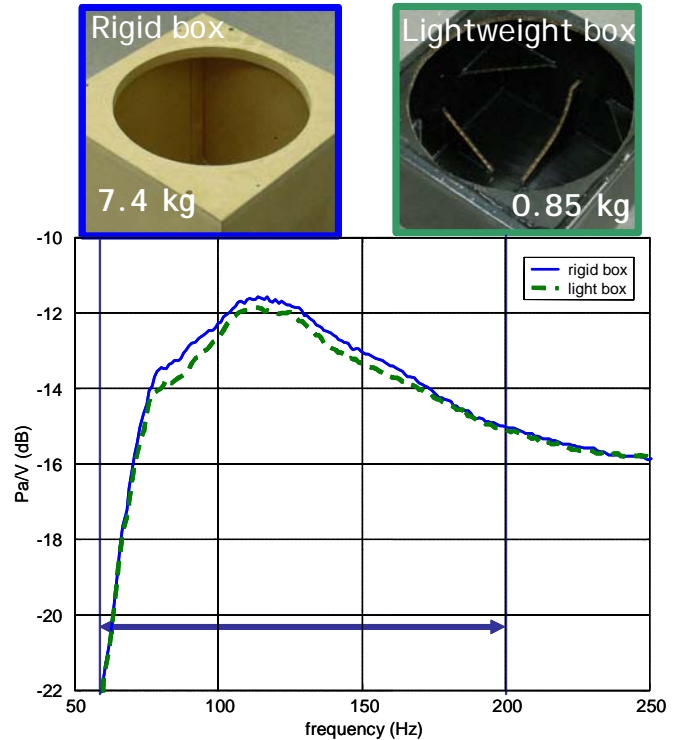 Rigid box
Lightweight box
7.4 kg
0.85 kg
-10
rigid box
light box
-12
-14
-16
-18
-20
-22
Pa/V (dB)
50
100
150
200
250
frequency (Hz)